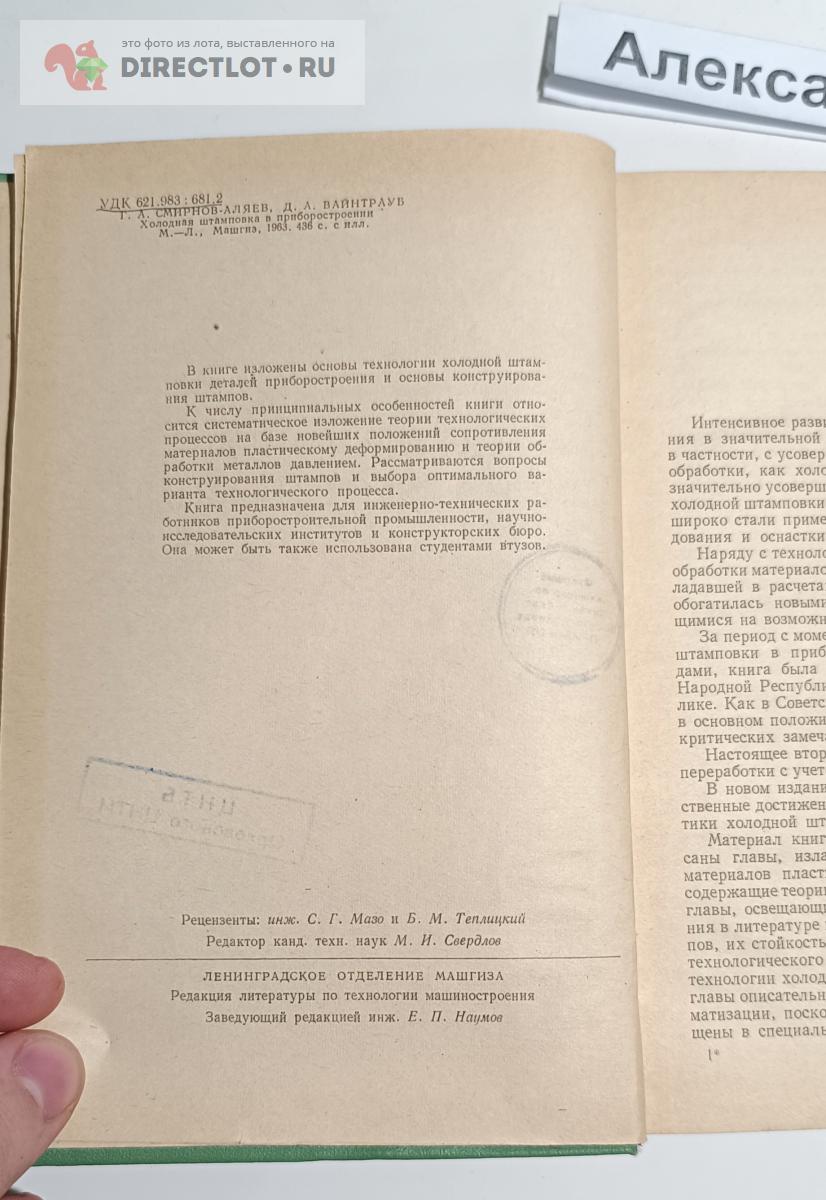 это фото из лота, выставленного на
DIRECTLOT.RU
Алекса
УДК 621.983 : 681.2
Г. А. СМИРНОВ-АЛЯЕВ, Д. А. ВАЙНТРАУБ
Холодная штамповка в приборостроении
М.—Л., Машгиз, 1963. 436 с. с илл.
В книге изложены основы технологии холодной штам-
повки деталей приборостроения и основы конструирова-
ния штампов.
К числу принципиальных особенностей книги отно-
сится систематическое изложение теории технологических
процессов на базе новейших положений сопротивления
материалов пластическому деформированию и теории об-
работки металлов давлением. Рассматриваются вопросы
конструирования штампов и выбора оптимального ва-
рианта технологического процесса.
Книга предназначена для инженерно-технических ра-
ботников приборостроительной промышленности, научно-
исследовательских институтов и конструкторских бюро.
Она может быть также использована студентами втузов.
ЦНТБ
Рецензенты: инж. С. Г. Мазо и Б. М. Теплицкий
Редактор канд. техн. наук М. И. Свердлов
ЛЕНИНГРАДСКОЕ ОТДЕЛЕНИЕ МАШГИЗА
Редакция литературы по технологии машиностроения
Заведующий редакцией инж. Е. П. Наумов
Интенсивное разви
ния в значительной
в частности, с усовер
обработки, как холо
значительно усоверш
холодной штамповки
широко стали приме
дования и оснастки
Наряду с техноло
обработки материало
ладавшей в расчета
обогатилась новыми
щимися на возможн
За период с моме
штамповки в приб
дами, книга была
Народной Республи
лике. Как в Советс
в основном положи
критических замеча
Настоящее втор
переработки с учет
В новом издани
ственные достижен
тики холодной шт
Материал книг
саны главы, изла
материалов пласт
содержащие теори
главы, освещающи
ния в литературе
пов, их стойкость
технологического
технологии холод
главы описательн
матизации, поско
щены в специаль
1*